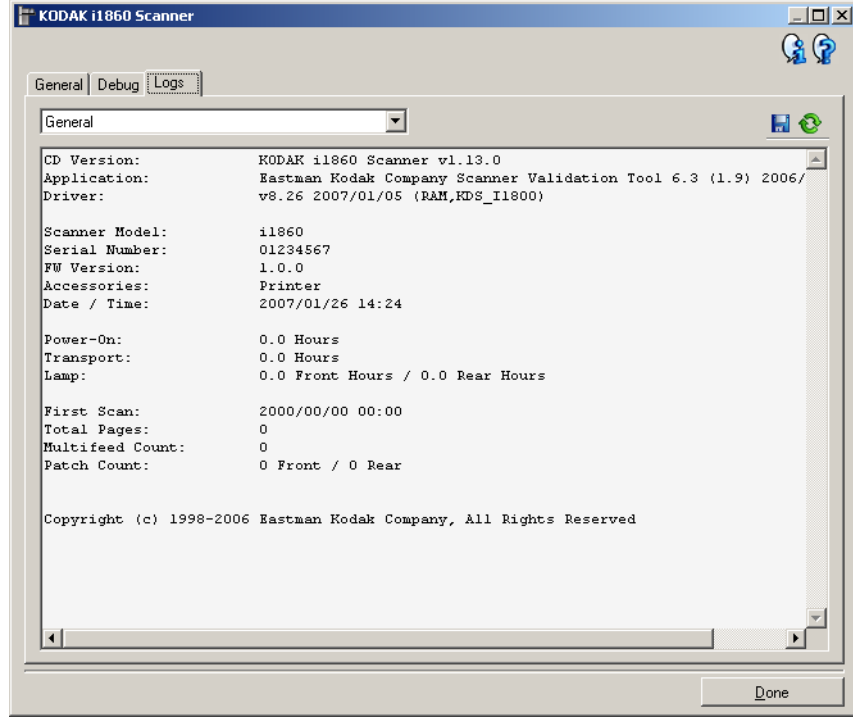 KODAK i1860 Scanner
General Debug Logs
General
CD Version: KODAK i1860 Scanner v1.13.0
Application: Eastman Kodak Company Scanner Validation Tool 6.3 (1.9) 2006/
Driver: v8.26 2007/01/05 (RAM,KDS_I1800)
Scanner Model: i1860
Serial Number: 01234567
FW Version: 1.0.0
Accessories: Printer
Date / Time: 2007/01/26 14:24
Power-On: 0.0 Hours
Transport: 0.0 Hours
Lamp: 0.0 Front Hours / 0.0 Rear Hours
First Scan: 2000/00/00 00:00
Total Pages: 0
Multifeed Count: 0
Patch Count: 0 Front / 0 Rear
Copyright (c) 1998-2006 Eastman Kodak Company, All Rights Reserved
Done